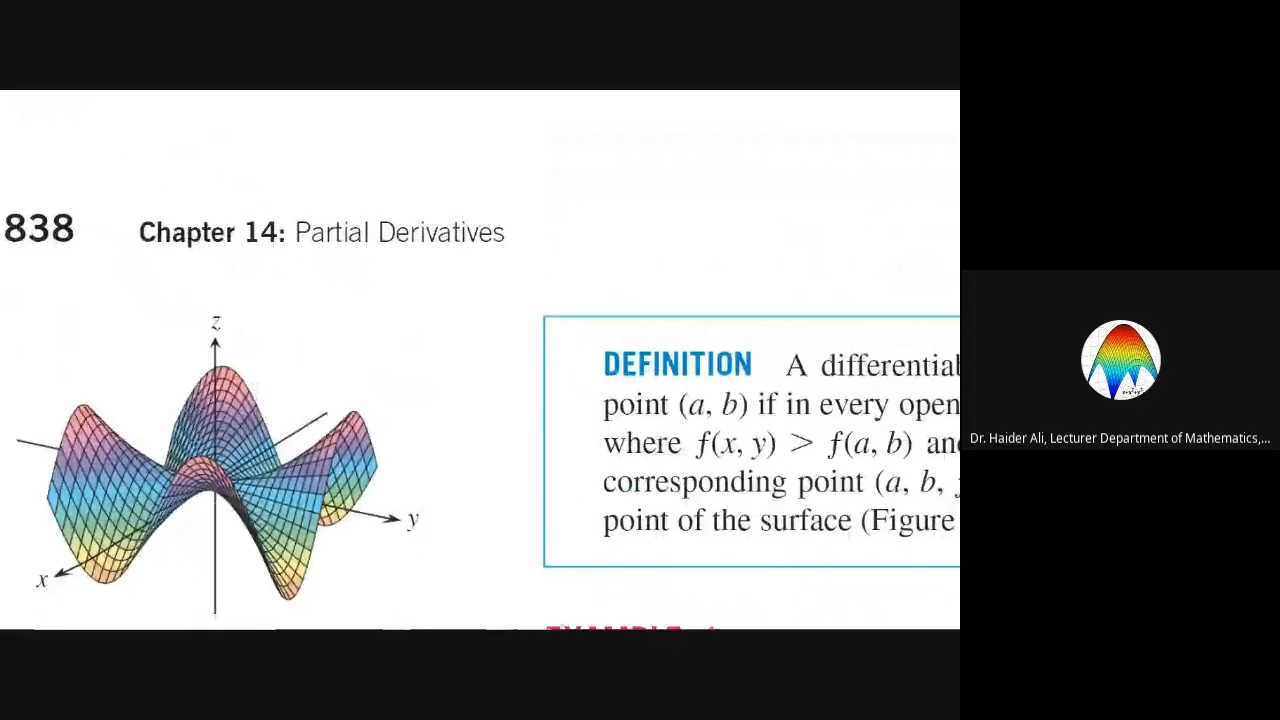 838 Chapter 14: Partial Derivatives
z
y
x
DEFINITION A differentiab
point (a, b) if in every open
where f(x, y) > f(a, b) and
corresponding point (a, b,
point of the surface (Figure
Dr. Haider Ali, Lecturer Department of Mathematics,...